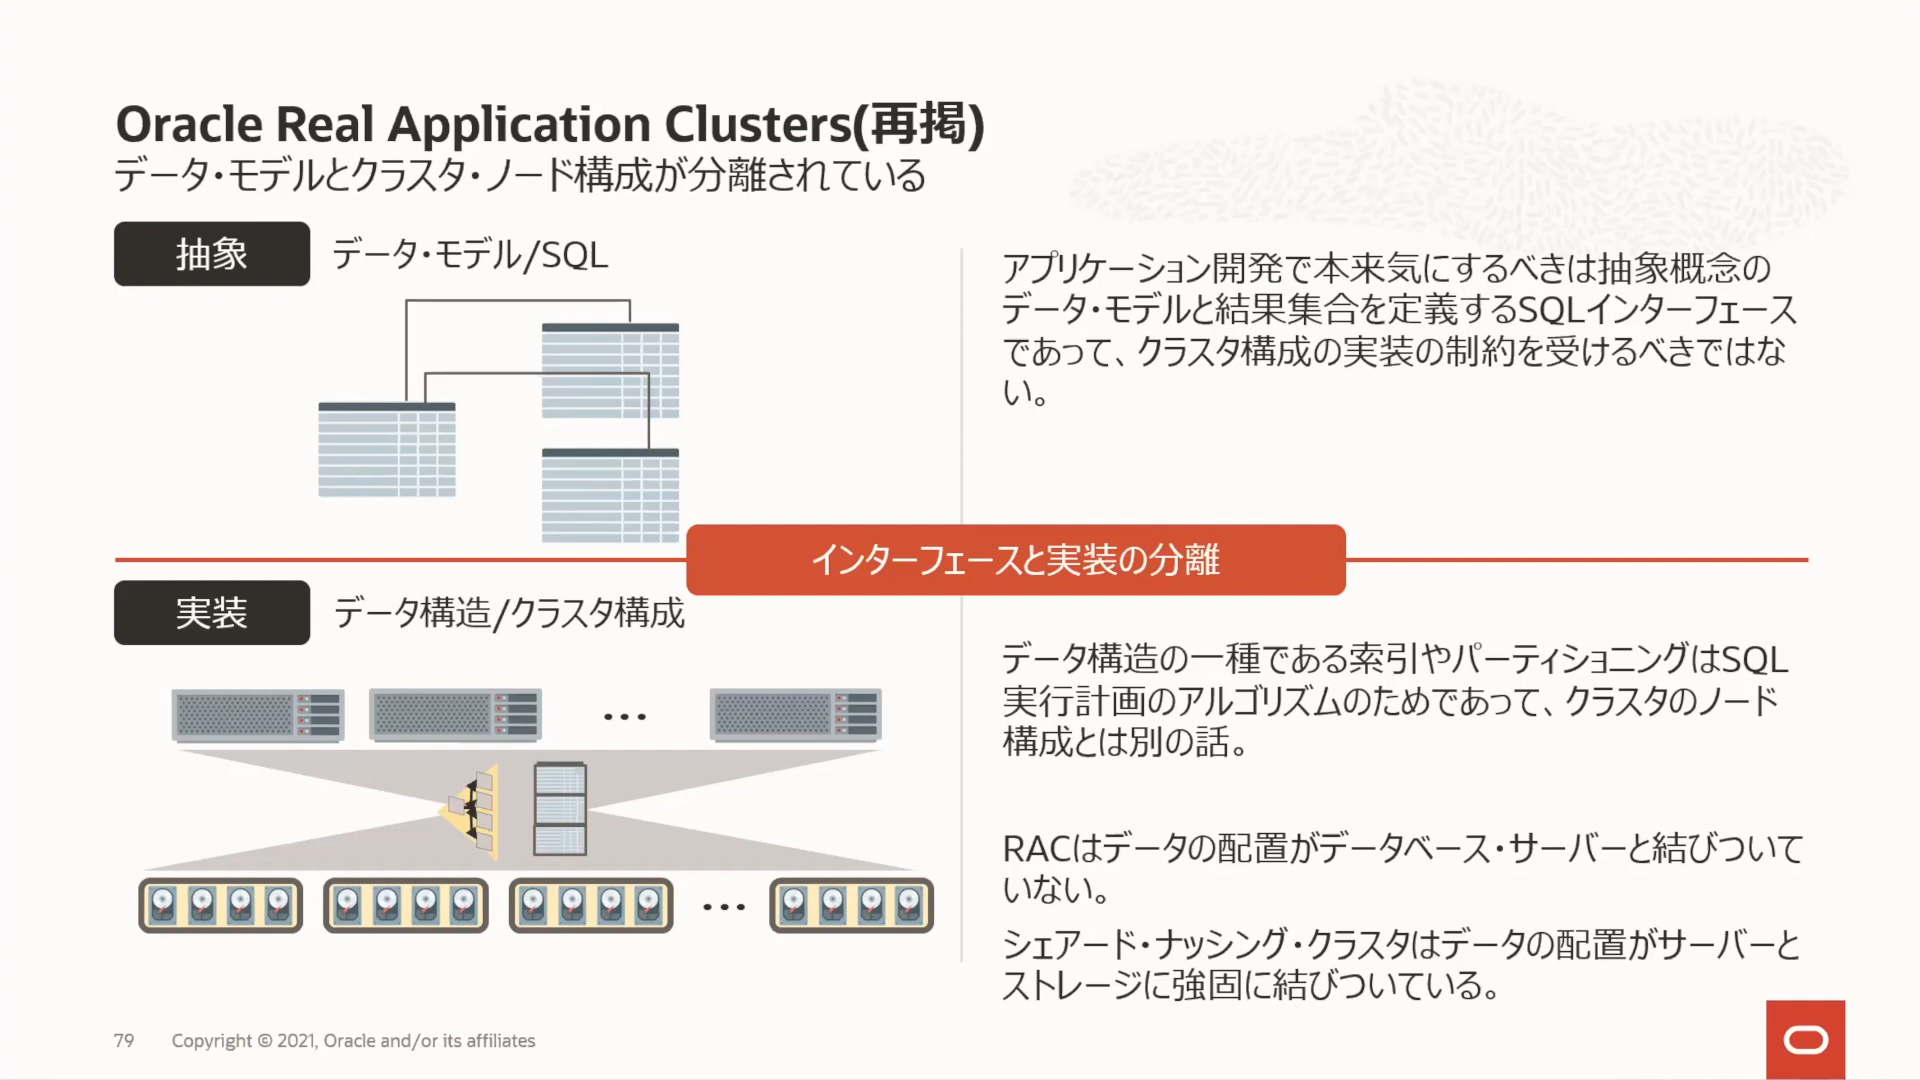 Oracle Real Application Clusters(再掲)
データ・モデルとクラスタ・ノード構成が分離されている
抽象
データ・モデル/SQL
アプリケーション開発で本来気にするべきは抽象概念の
データ・モデルと結果集合を定義するSQLインターフェース
であって、クラスタ構成の実装の制約を受けるべきではな
い。
インターフェースと実装の分離
実装
データ構造/クラスタ構成
データ構造の一種である索引やパーティショニングはSQL
実行計画のアルゴリズムのためであって、クラスタのノード
構成とは別の話。
RACはデータの配置がデータベース・サーバーと結びついて
いない。
シェアード・ナッシング・クラスタはデータの配置がサーバーと
ストレージに強固に結びついている。
79
Copyright © 2021, Oracle and/or its affiliates